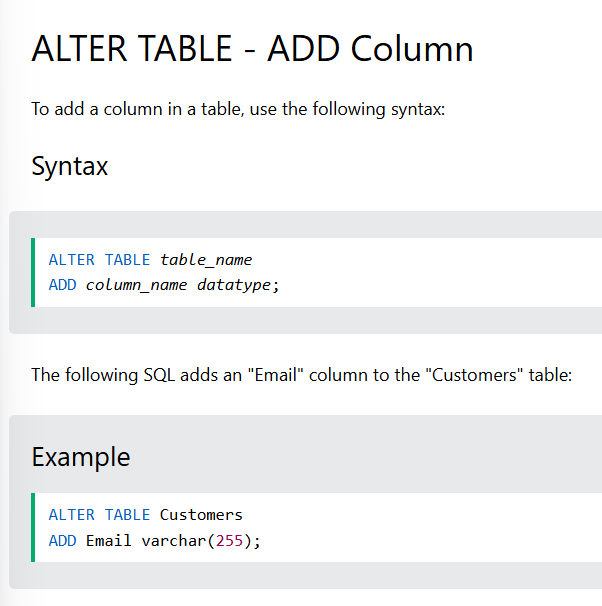 ALTER TABLE - ADD Column
To add a column in a table, use the following syntax:
Syntax
ALTER TABLE table_name
ADD column_name datatype;
The following SQL adds an "Email" column to the "Customers" table:
Example
ALTER TABLE Customers
ADD Email varchar(255);